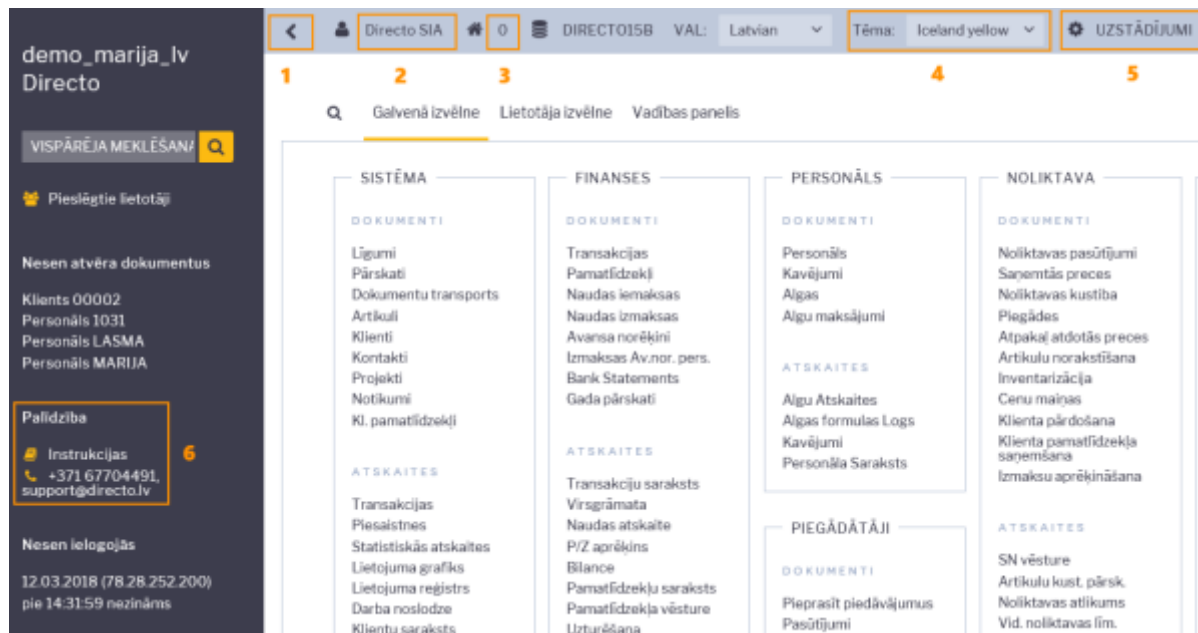 demo_marija_lv
Directo
VISPĀRĒJA MEKLĒŠANA
Pieslēgtie lietotāji
Nesen atvēra dokumentus
Klients 00002
Personāls 1031
Personāls LASMA
Personāls MARIJA
Palīdzība
Instrukcijas
6
+371 67704491,
support@directo.lv
Nesen ielogojās
12.03.2018 (78.28.252.200)
pie 14:31:59 nezināms
Directo SIA
0
DIRECTO15B
VAL:
Latvian
Tēma:
Iceland yellow
UZSTĀDĪJUMI
1
2
3
4
5
Galvenā izvēlne
Lietotāja izvēlne
Vadības panelis
SISTĒMA
DOKUMENTI
Līgumi
Pārskati
Dokumentu transports
Artikuli
Klienti
Kontakti
Projekti
Notikumi
Kl. pamatlīdzekļi
ATSKAITES
Transakcijas
Piesaistnes
Statistiskās atskaites
Lietojuma grafiks
Lietojuma reģistrs
Darba noslodze
Klientu saraksts
FINANSES
DOKUMENTI
Transakcijas
Pamatlīdzekļi
Naudas iemaksas
Naudas izmaksas
Avansa norēķini
Izmaksas Av.nor. pers.
Bank Statements
Gada pārskati
ATSKAITES
Transakciju saraksts
Virsgrāmata
Naudas atskaite
P/Z aprēķins
Bilance
Pamatlīdzekļu saraksts
Pamatlīdzekļa vēsture
Uzturēšana
PERSONĀLS
DOKUMENTI
Personāls
Kavējumi
Algas
Algu maksājumi
ATSKAITES
Algu Atskaites
Algas formulas Logs
Kavējumi
Personāla Saraksts
PIEGĀDĀTĀJI
DOKUMENTI
Pieprasīt piedāvājumus
Pasūtījumi
NOLIKTAVA
DOKUMENTI
Noliktavas pasūtījumi
Saņemtās preces
Noliktavas kustība
Piegādes
Atpakaļ atdotās preces
Artikulu norakstīšana
Inventarizācija
Cenu maiņas
Klienta pārdošana
Klienta pamatlīdzekļa
saņemšana
Izmaksu aprēķināšana
ATSKAITES
SN vēsture
Artikulu kust. pārsk.
Noliktavas atlikums
Vid. noliktavas līm.